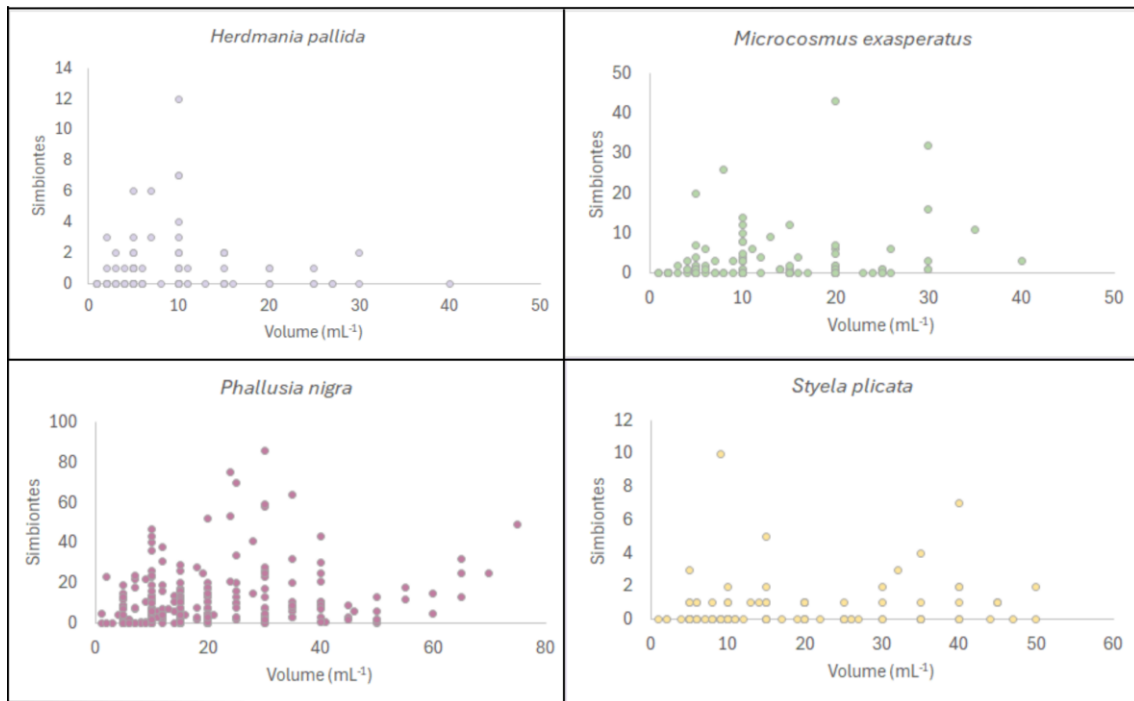 Herdmania pallida
Simbiontes
14
12
10
8
6
4
2
0
0 10 20 30 40 50
Volume (mL⁻¹)
Microcosmus exasperatus
Simbiontes
50
40
30
20
10
0
0 10 20 30 40 50
Volume (mL⁻¹)
Phallusia nigra
Simbiontes
100
80
60
40
20
0
0 20 40 60 80
Volume (mL⁻¹)
Styela plicata
Simbiontes
12
10
8
6
4
2
0
0 10 20 30 40 50 60
Volume (mL⁻¹)